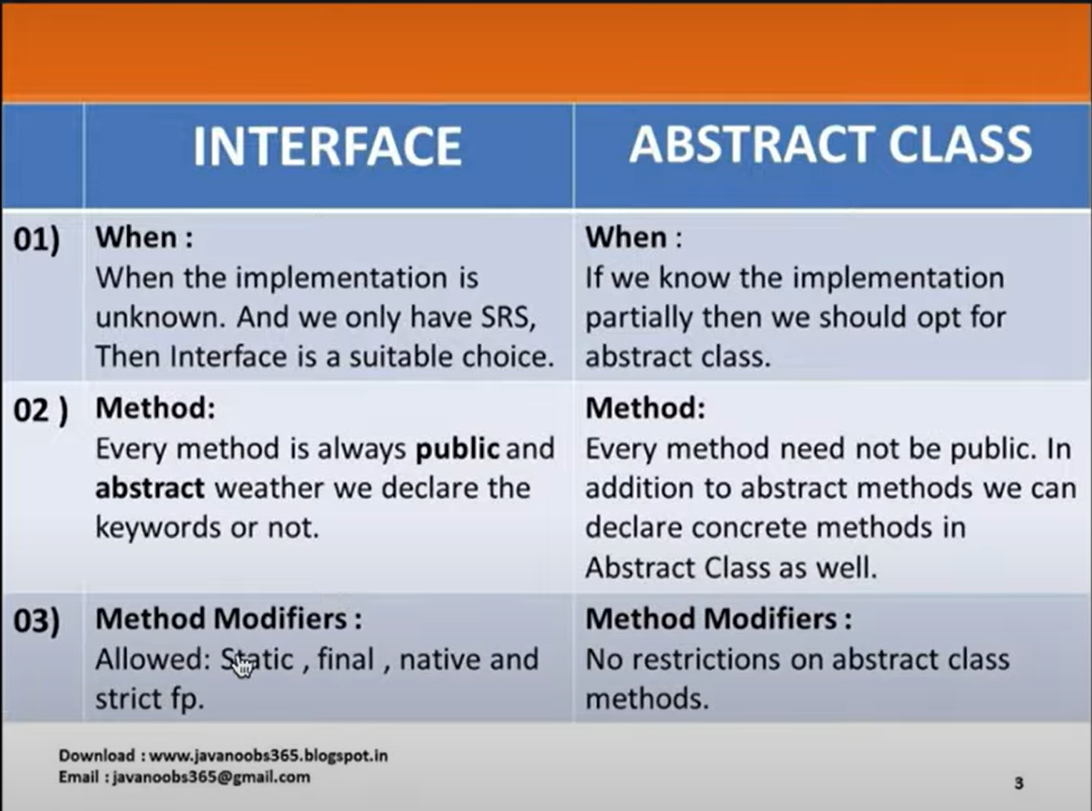 INTERFACE
ABSTRACT CLASS
01)
When :
When the implementation is
unknown. And we only have SRS,
Then Interface is a suitable choice.
When :
If we know the implementation
partially then we should opt for
abstract class.
02 )
Method:
Every method is always public and
abstract weather we declare the
keywords or not.
Method:
Every method need not be public. In
addition to abstract methods we can
declare concrete methods in
Abstract Class as well.
03)
Method Modifiers :
Allowed: Static , final , native and
strict fp.
Method Modifiers :
No restrictions on abstract class
methods.
Download : www.javanoobs365.blogspot.in
Email : javanoobs365@gmail.com
3